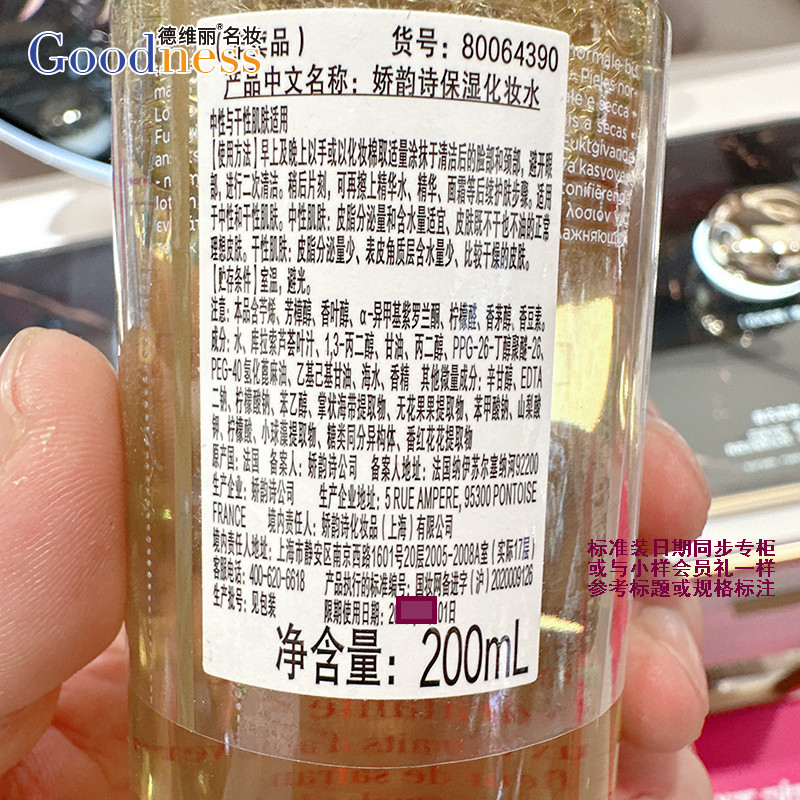 德维丽®名妆
Goodness
品）
货号：80064390
产品中文名称：娇韵诗保湿化妆水
中性与干性肌肤适用
【使用方法】早上及晚上以手或以化妆棉取适量涂抹于清洁后的脸部和颈部，避开眼
部，进行二次清洁。稍后片刻，可再擦上精华水、精华、面霜等后续护肤步骤。适用
于中性和干性肌肤。中性肌肤：皮脂分泌量和含水量适宜、皮肤既不干也不油的正常
理想皮肤。干性肌肤：皮脂分泌量少、表皮角质层含水量少、比较干燥的皮肤。
【贮存条件】室温，避光。
注意：本品含苧烯、芳樟醇、香叶醇、α-异甲基紫罗兰酮、柠檬醛、香茅醇、香豆素。
成分：水、库拉索芦荟叶汁、1,3-丙二醇、甘油、丙二醇、PPG-26-丁醇聚醚-26、
PEG-40氢化蓖麻油、乙基己基甘油、海水、香精 其他微量成分：辛甘醇、EDTA
二钠、柠檬酸钠、苯乙醇、掌状海带提取物、无花果果提取物、苯甲酸钠、山梨酸
钾、柠檬酸、小球藻提取物、糖类同分异构体、香红花花提取物
原产国：法国 备案人：娇韵诗公司 备案人地址：法国纳伊苏尔塞纳河92200
生产企业：娇韵诗公司 生产企业地址：5 RUE AMPERE, 95300 PONTOISE
FRANCE 境内责任人：娇韵诗化妆品（上海）有限公司
境内责任人地址：上海市静安区南京西路1601号20层2005-2008A室（实际17层）
客服电话：400-620-6818 产品执行的标准编号：国妆网备进字（沪）2020009126
生产批号：见包装 限期使用日期：2 01日
净含量：200mL
标准装日期同步专柜
或与小样会员礼一样
参考标题或规格标注
fleur de safran